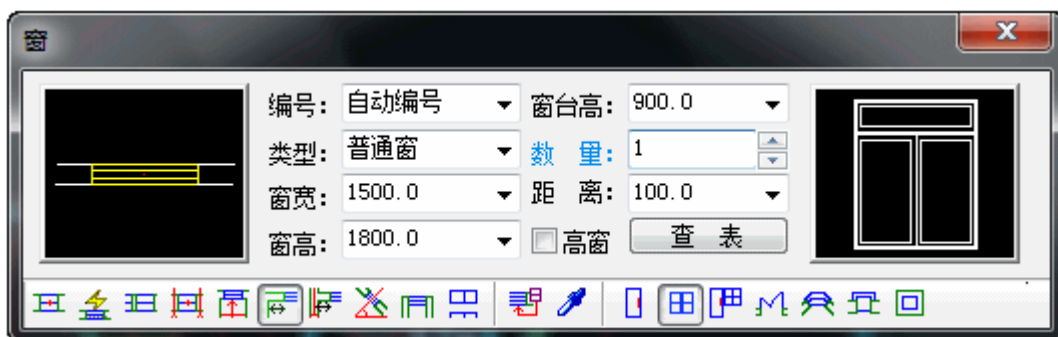 窗
编号: 自动编号 窗台高: 900.0
类型: 普通窗 数 量: 1
窗宽: 1500.0 距 离: 100.0
窗高: 1800.0 高窗 查 表